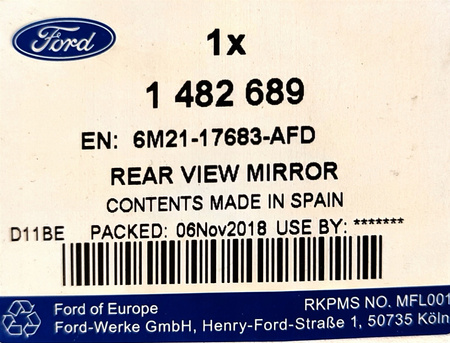 Ford
1x
1 482 689
EN: 6M21-17683-AFD
REAR VIEW MIRROR
CONTENTS MADE IN SPAIN
D11BE PACKED: 06Nov2018 USE BY: *******
Ford of Europe RKPMS NO. MFL001
Ford-Werke GmbH, Henry-Ford-Straße 1, 50735 Köln